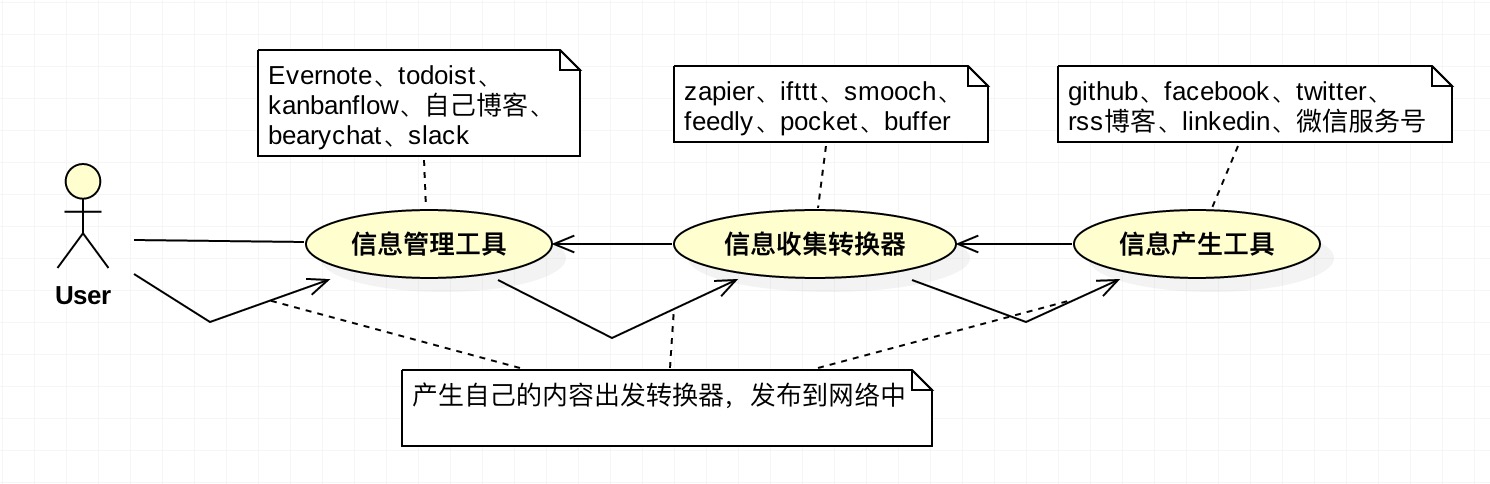 Evernote、todoist、
kanbanflow、自己博客、
bearychat、slack
zapier、ifttt、smooch、
feedly、pocket、buffer
github、facebook、twitter、
rss博客、linkedin、微信服务号
信息管理工具
信息收集转换器
信息产生工具
User
产生自己的内容出发转换器，发布到网络中